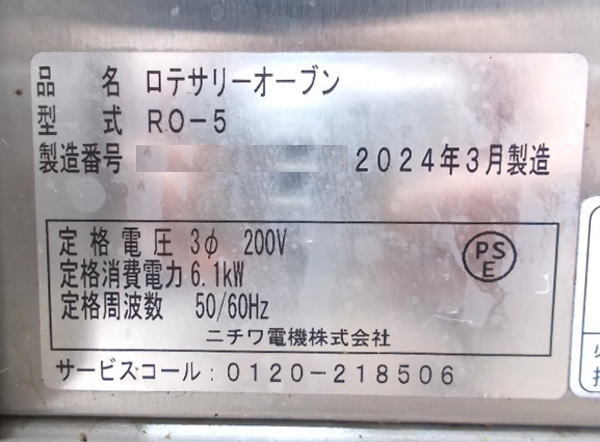 品名 ロテサリーオーブン
型式 RO-5
製造番号 2024年3月製造
定格電圧 3φ 200V
定格消費電力 6.1kW
定格周波数 50/60Hz
PSE
ニチワ電機株式会社
サービスコール:0120-218506